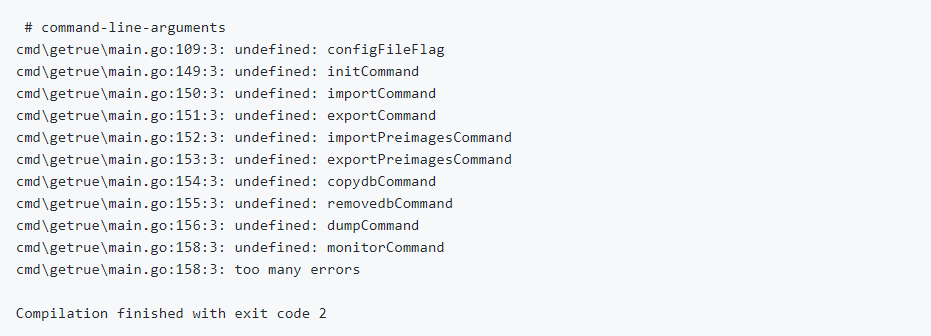 # command-line-arguments
cmd\getrue\main.go:109:3: undefined: configFileFlag
cmd\getrue\main.go:149:3: undefined: initCommand
cmd\getrue\main.go:150:3: undefined: importCommand
cmd\getrue\main.go:151:3: undefined: exportCommand
cmd\getrue\main.go:152:3: undefined: importPreimagesCommand
cmd\getrue\main.go:153:3: undefined: exportPreimagesCommand
cmd\getrue\main.go:154:3: undefined: copydbCommand
cmd\getrue\main.go:155:3: undefined: removedbCommand
cmd\getrue\main.go:156:3: undefined: dumpCommand
cmd\getrue\main.go:158:3: undefined: monitorCommand
cmd\getrue\main.go:158:3: too many errors
Compilation finished with exit code 2